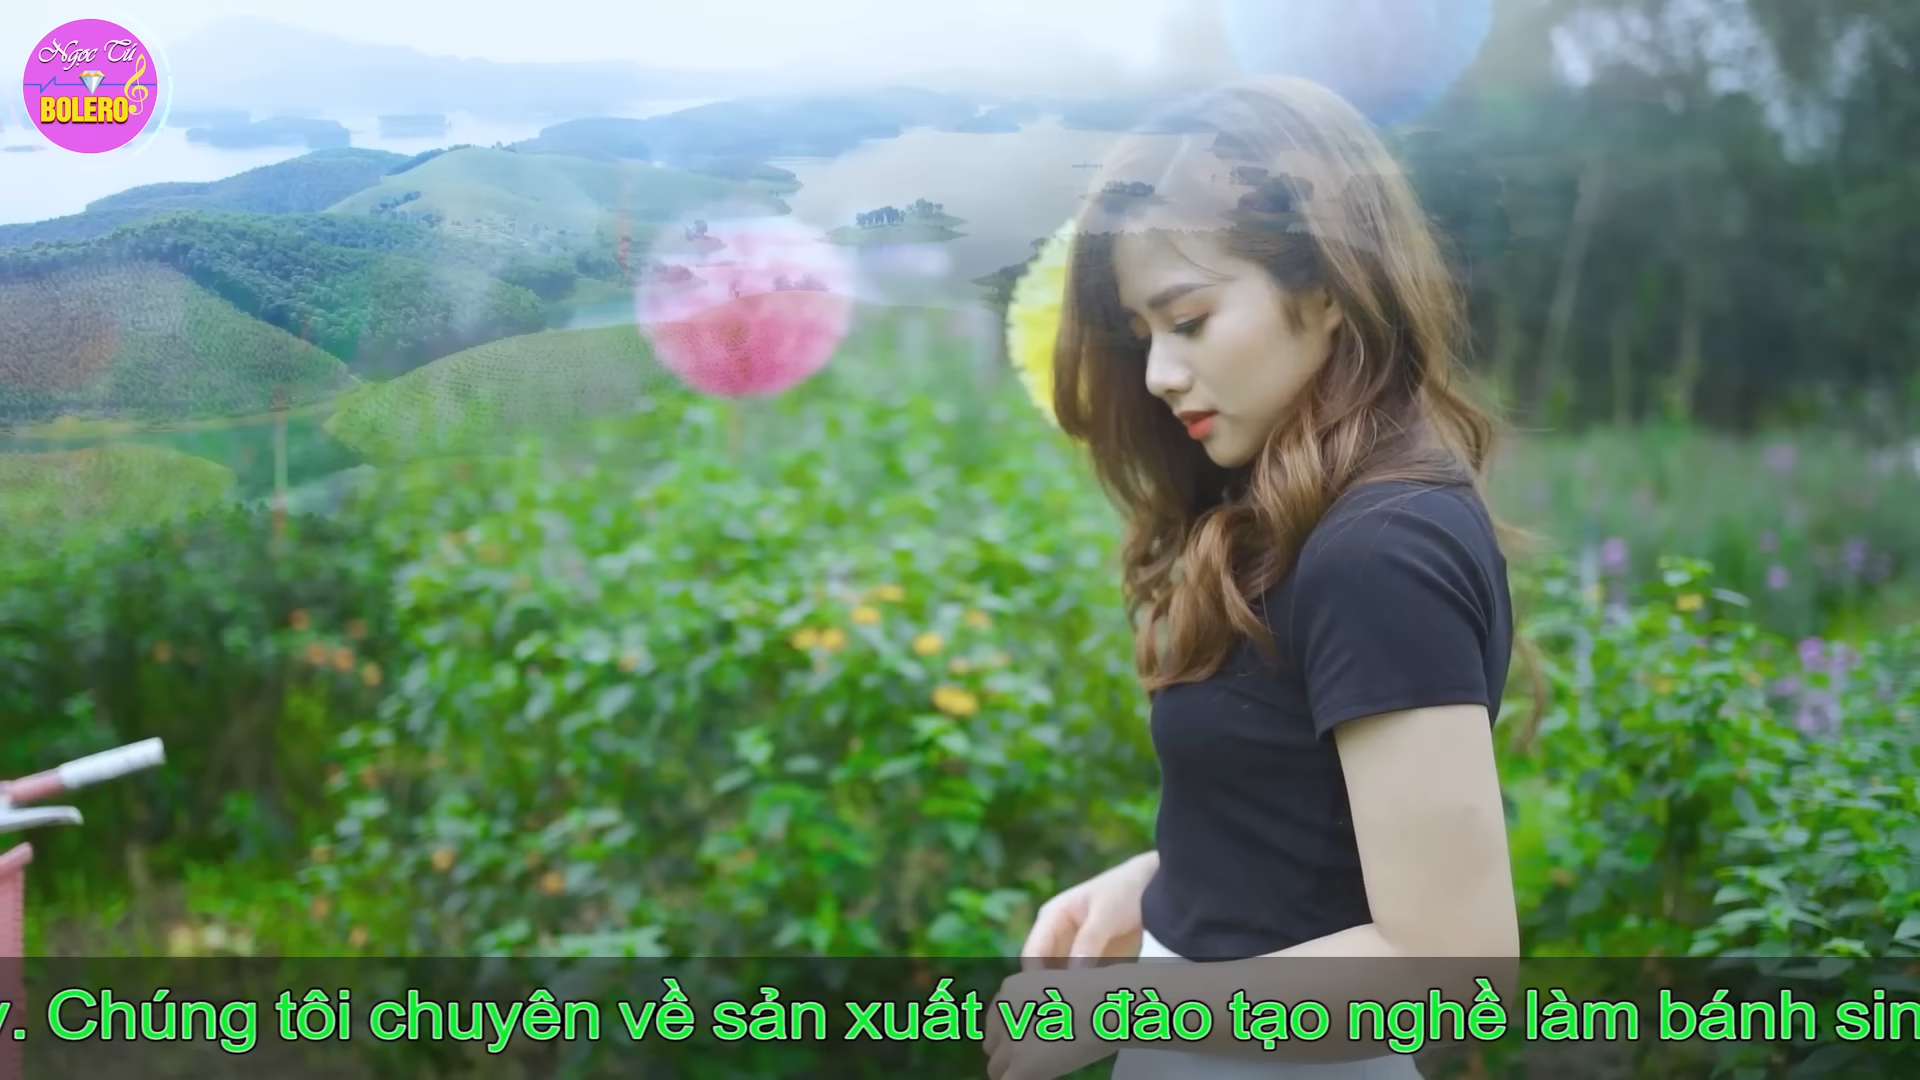 Ngọc Tú
BOLERO
. Chúng tôi chuyên về sản xuất và đào tạo nghề làm bánh sin